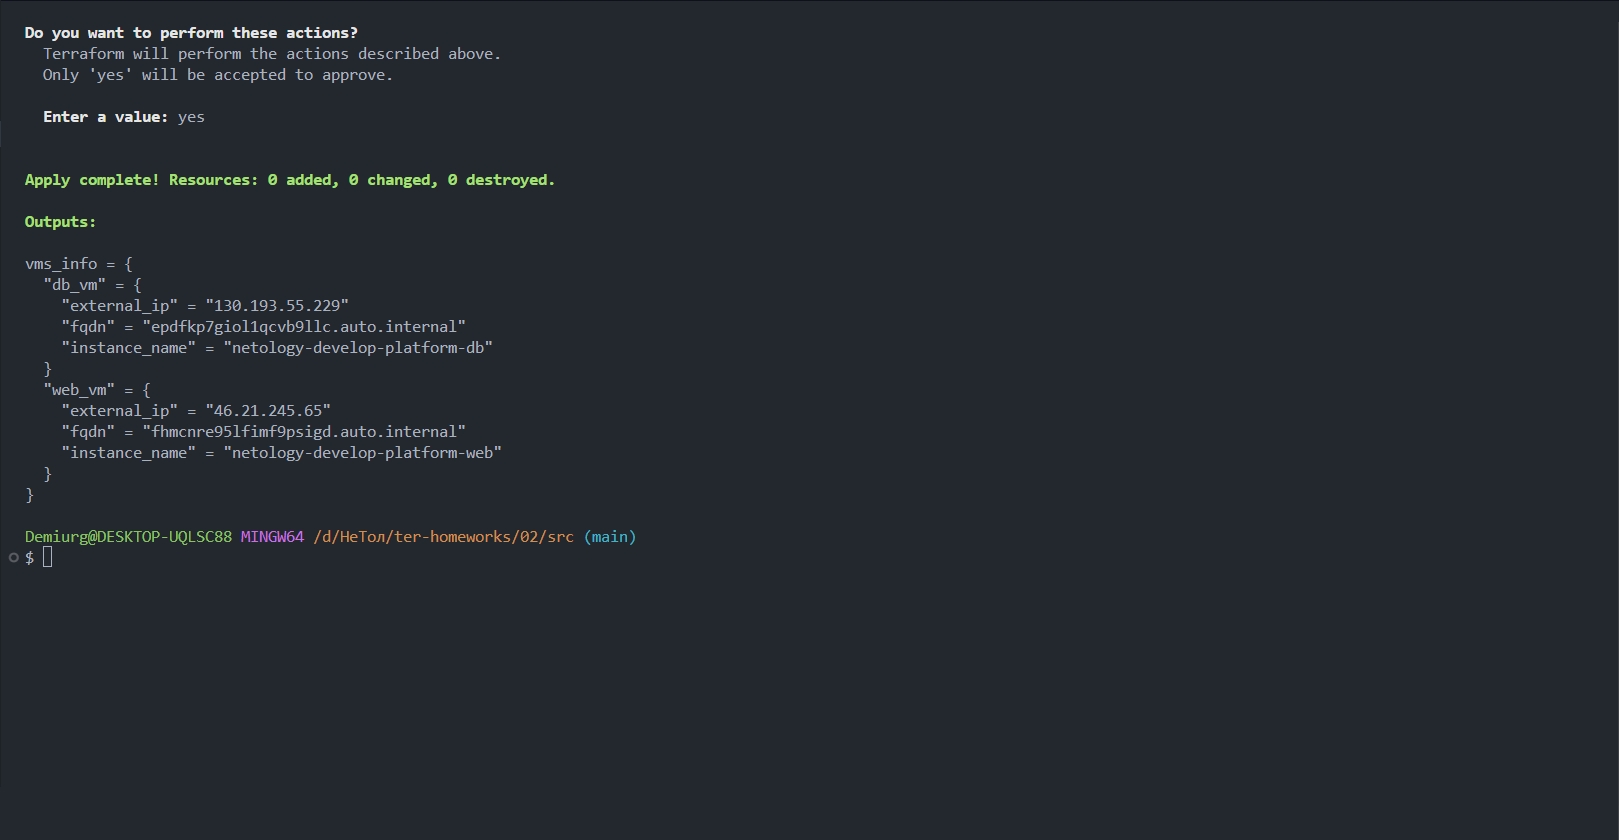 Do you want to perform these actions?
Terraform will perform the actions described above.
Only 'yes' will be accepted to approve.
Enter a value: yes
Apply complete! Resources: 0 added, 0 changed, 0 destroyed.
Outputs:
vms_info = {
"db_vm" = {
"external_ip" = "130.193.55.229"
"fqdn" = "epdfkp7giol1qcvb9llc.auto.internal"
"instance_name" = "netology-develop-platform-db"
}
"web_vm" = {
"external_ip" = "46.21.245.65"
"fqdn" = "fhmcnre95lfimf9psigd.auto.internal"
"instance_name" = "netology-develop-platform-web"
}
}
Demiurg@DESKTOP-UQLSC88 MINGW64 /d/НеТол/ter-homeworks/02/src (main)
$